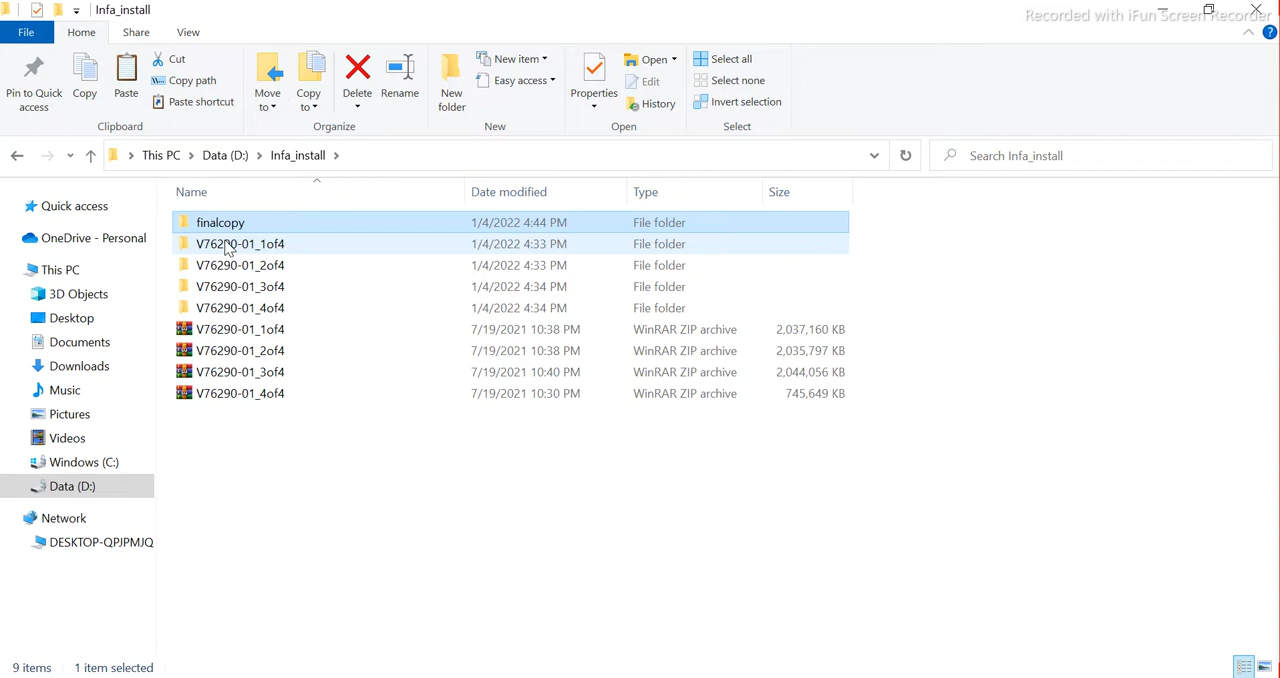 Infa_install
Recorded with iFun Screen Recorder
File Home Share View
Pin to Quick access
Copy
Paste
Cut
Copy path
Paste shortcut
Clipboard
Move to
Copy to
Delete
Rename
Organize
New folder
New item
Easy access
New
Properties
Open
Edit
History
Open
Select all
Select none
Invert selection
Select
This PC > Data (D:) > Infa_install >
Search Infa_install
Quick access
OneDrive - Personal
This PC
3D Objects
Desktop
Documents
Downloads
Music
Pictures
Videos
Windows (C:)
Data (D:)
Network
DESKTOP-QPJPMJQ
Name Date modified Type Size
finalcopy 1/4/2022 4:44 PM File folder
V76290-01_1of4 1/4/2022 4:33 PM File folder
V76290-01_2of4 1/4/2022 4:33 PM File folder
V76290-01_3of4 1/4/2022 4:34 PM File folder
V76290-01_4of4 1/4/2022 4:34 PM File folder
V76290-01_1of4 7/19/2021 10:38 PM WinRAR ZIP archive 2,037,160 KB
V76290-01_2of4 7/19/2021 10:38 PM WinRAR ZIP archive 2,035,797 KB
V76290-01_3of4 7/19/2021 10:40 PM WinRAR ZIP archive 2,044,056 KB
V76290-01_4of4 7/19/2021 10:30 PM WinRAR ZIP archive 745,649 KB
9 items 1 item selected